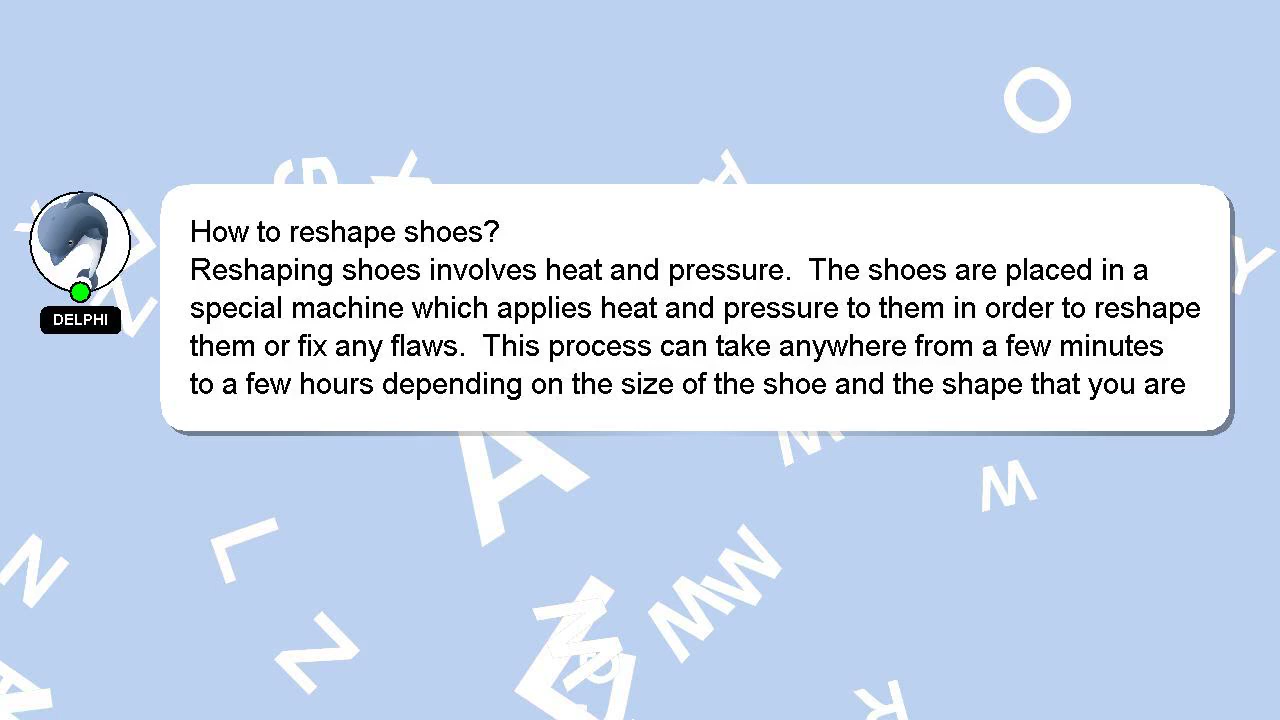 How to reshape shoes?
Reshaping shoes involves heat and pressure.  The shoes are placed in a
special machine which applies heat and pressure to them in order to reshape
them or fix any flaws.  This process can take anywhere from a few minutes
to a few hours depending on the size of the shoe and the shape that you are
DELPHI
O
Y
A
W
W
L
N
Z
W
W
Z
R